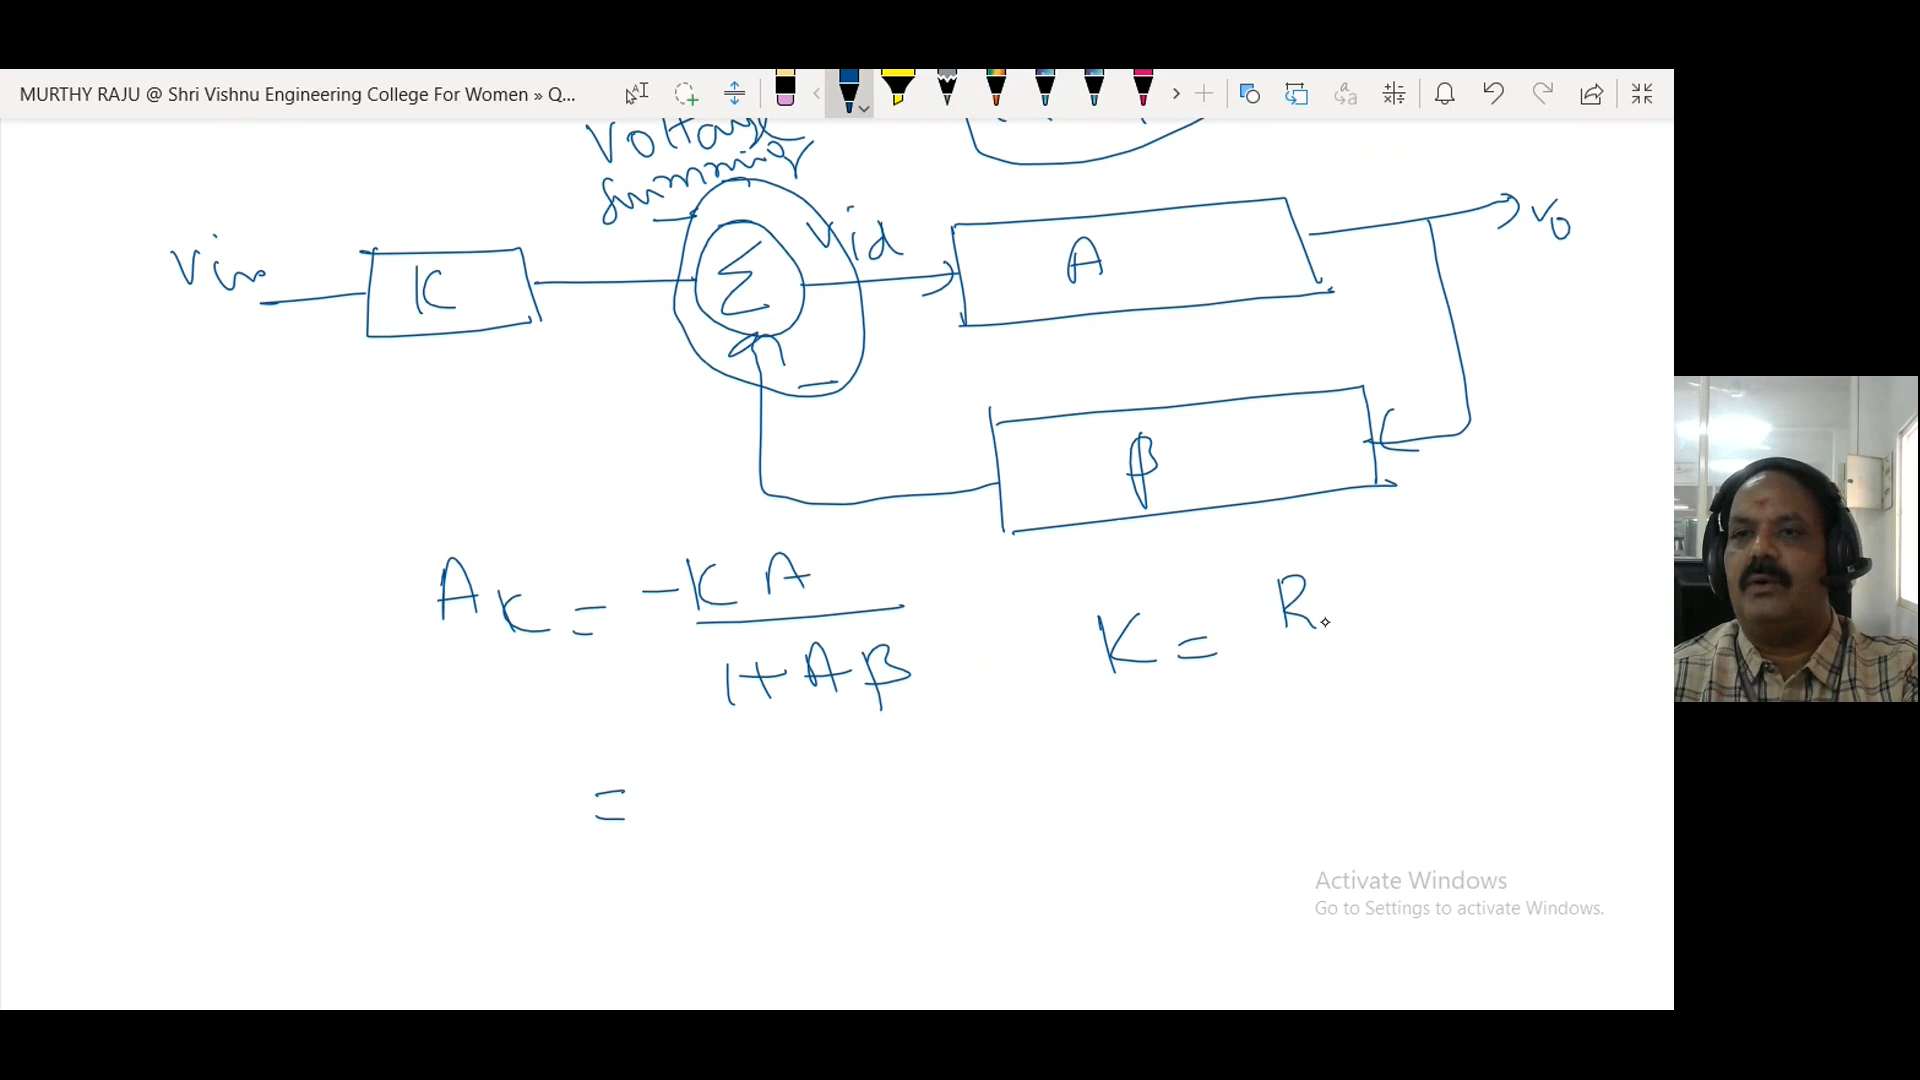 MURTHY RAJU @ Shri Vishnu Engineering College For Women » Q...
Voltage
summing
Vin
K
Σ
Vid
A
Vo
β
−
AK = -KA / 1+Aβ
K = R
=
Activate Windows
Go to Settings to activate Windows.